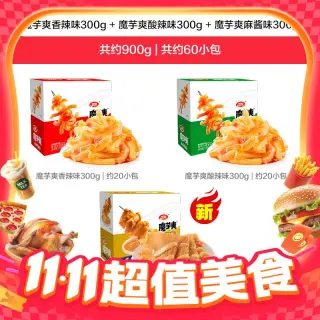 魔芋爽香辣味300g + 魔芋爽酸辣味300g + 魔芋爽麻酱味300
共约900g | 共约60小包
魔芋爽
魔芋爽
魔芋爽香辣味300g | 约20小包
魔芋爽酸辣味300g | 约20小包
魔芋爽
新
11·11超值美食